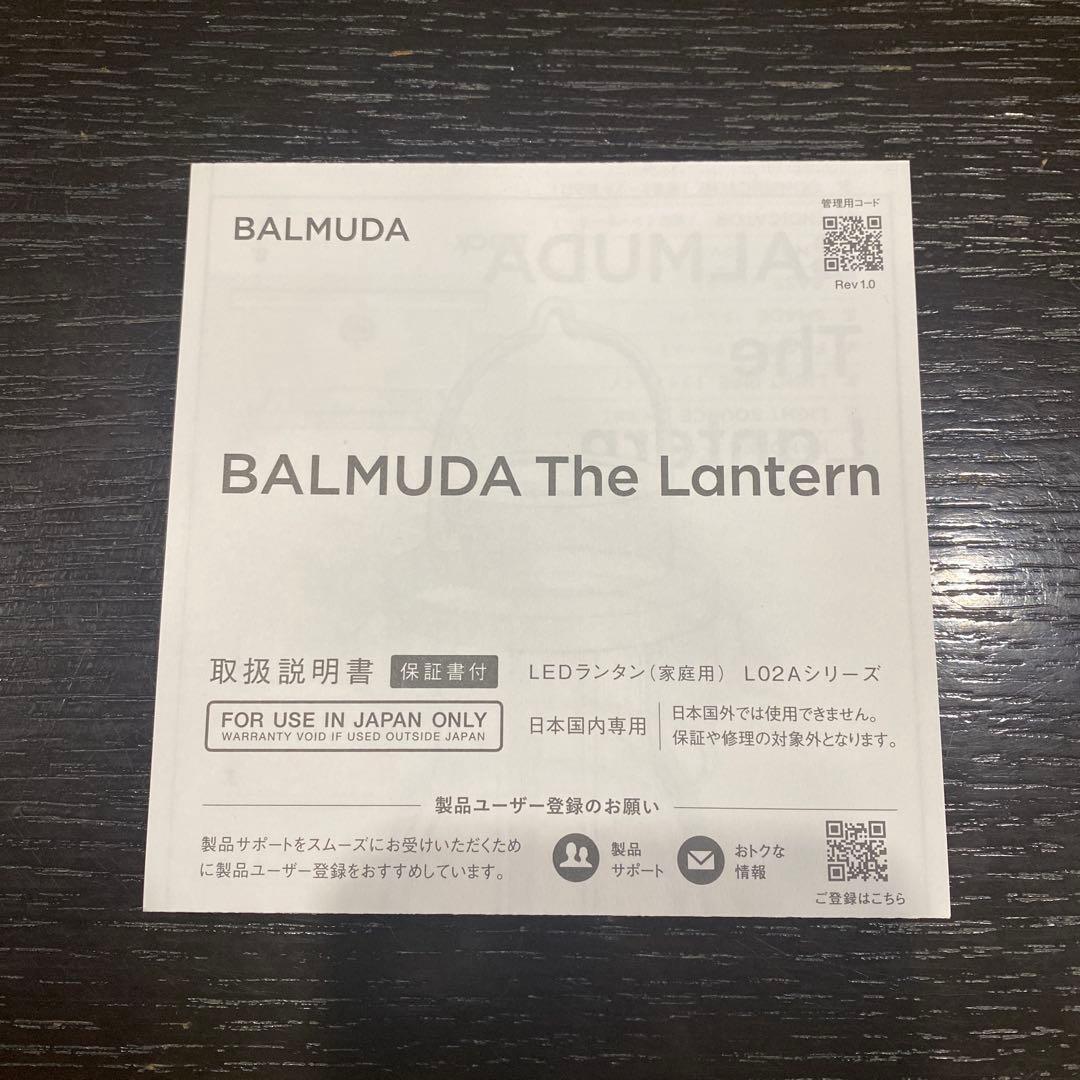 BALMUDA
管理用コード
Rev1.0
BALMUDA The Lantern
取扱説明書 保証書付
LEDランタン(家庭用) L02Aシリーズ
FOR USE IN JAPAN ONLY
WARRANTY VOID IF USED OUTSIDE JAPAN
日本国内専用
日本国外では使用できません。
保証や修理の対象外となります。
製品ユーザー登録のお願い
製品サポートをスムーズにお受けいただくため
に製品ユーザー登録をおすすめしています。
製品
サポート
おトクな
情報
ご登録はこちら